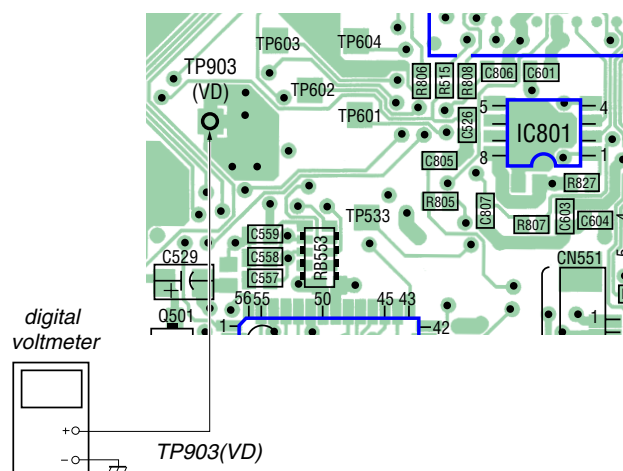 TP603
TP604
TP903
(VD)
TP602
TP601
R806
R515
R808
C806
C601
C526
5
4
IC801
8
1
C805
R827
R805
C807
R807
C603
C604
TP533
C559
C558
C557
RB553
C529
+
CN551
4
5
1
56
55
50
45
43
1
42
Q501
digital
voltmeter
+
–
TP903(VD)